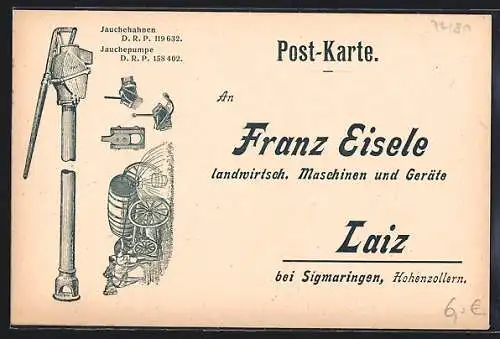 Jauchehahnen
D. R. P. 119 632.
Jauchepumpe
D. R. P. 158 402.
Post-Karte.
An
Franz Eisele
landwirtsch. Maschinen und Geräte
Laiz
bei Sigmaringen, Hohenzollern.
6,-€